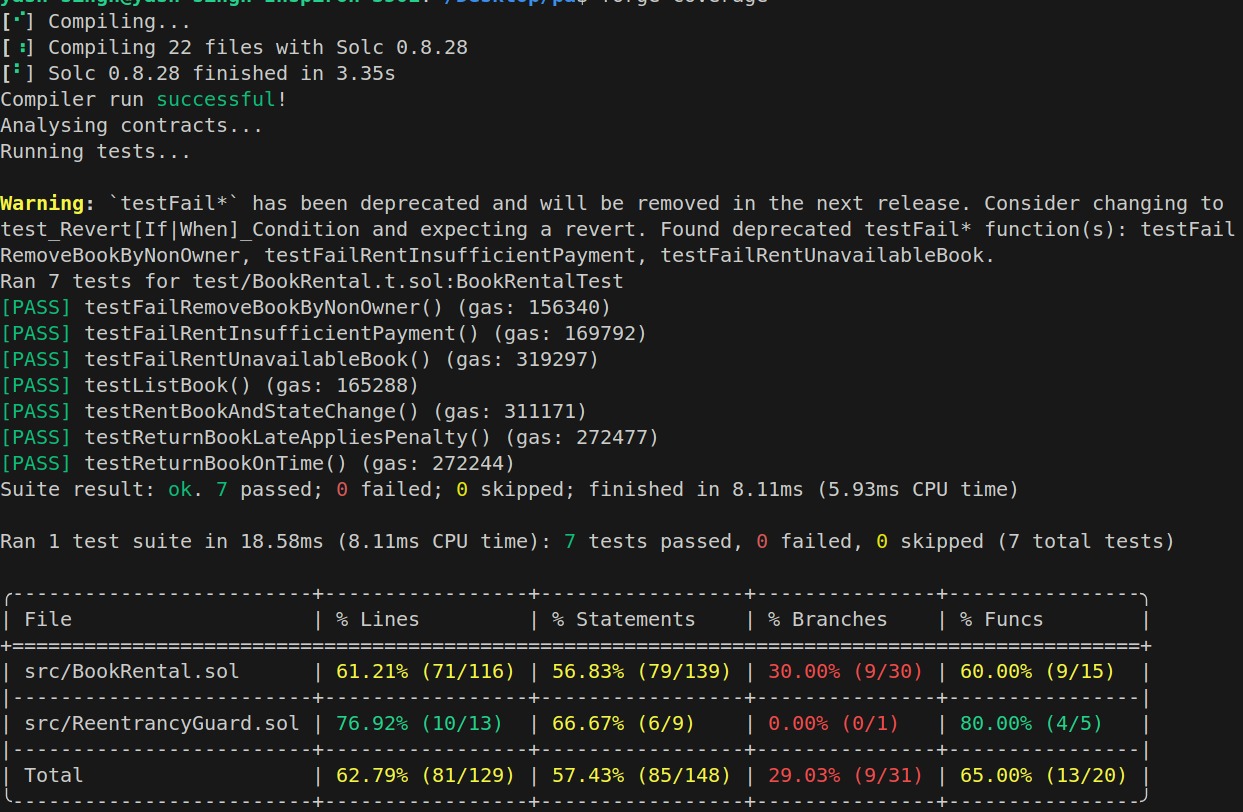 [⠊] Compiling...
[⠰] Compiling 22 files with Solc 0.8.28
[⠃] Solc 0.8.28 finished in 3.35s
Compiler run successful!
Analysing contracts...
Running tests...
Warning: `testFail*` has been deprecated and will be removed in the next release. Consider changing to
test_Revert[If|When]_Condition and expecting a revert. Found deprecated testFail* function(s): testFail
RemoveBookByNonOwner, testFailRentInsufficientPayment, testFailRentUnavailableBook.
Ran 7 tests for test/BookRental.t.sol:BookRentalTest
[PASS] testFailRemoveBookByNonOwner() (gas: 156340)
[PASS] testFailRentInsufficientPayment() (gas: 169792)
[PASS] testFailRentUnavailableBook() (gas: 319297)
[PASS] testListBook() (gas: 165288)
[PASS] testRentBookAndStateChange() (gas: 311171)
[PASS] testReturnBookLateAppliesPenalty() (gas: 272477)
[PASS] testReturnBookOnTime() (gas: 272244)
Suite result: ok. 7 passed; 0 failed; 0 skipped; finished in 8.11ms (5.93ms CPU time)
Ran 1 test suite in 18.58ms (8.11ms CPU time): 7 tests passed, 0 failed, 0 skipped (7 total tests)
| File | % Lines | % Statements | % Branches | % Funcs |
| src/BookRental.sol | 61.21% (71/116) | 56.83% (79/139) | 30.00% (9/30) | 60.00% (9/15) |
| src/ReentrancyGuard.sol | 76.92% (10/13) | 66.67% (6/9) | 0.00% (0/1) | 80.00% (4/5) |
| Total | 62.79% (81/129) | 57.43% (85/148) | 29.03% (9/31) | 65.00% (13/20) |